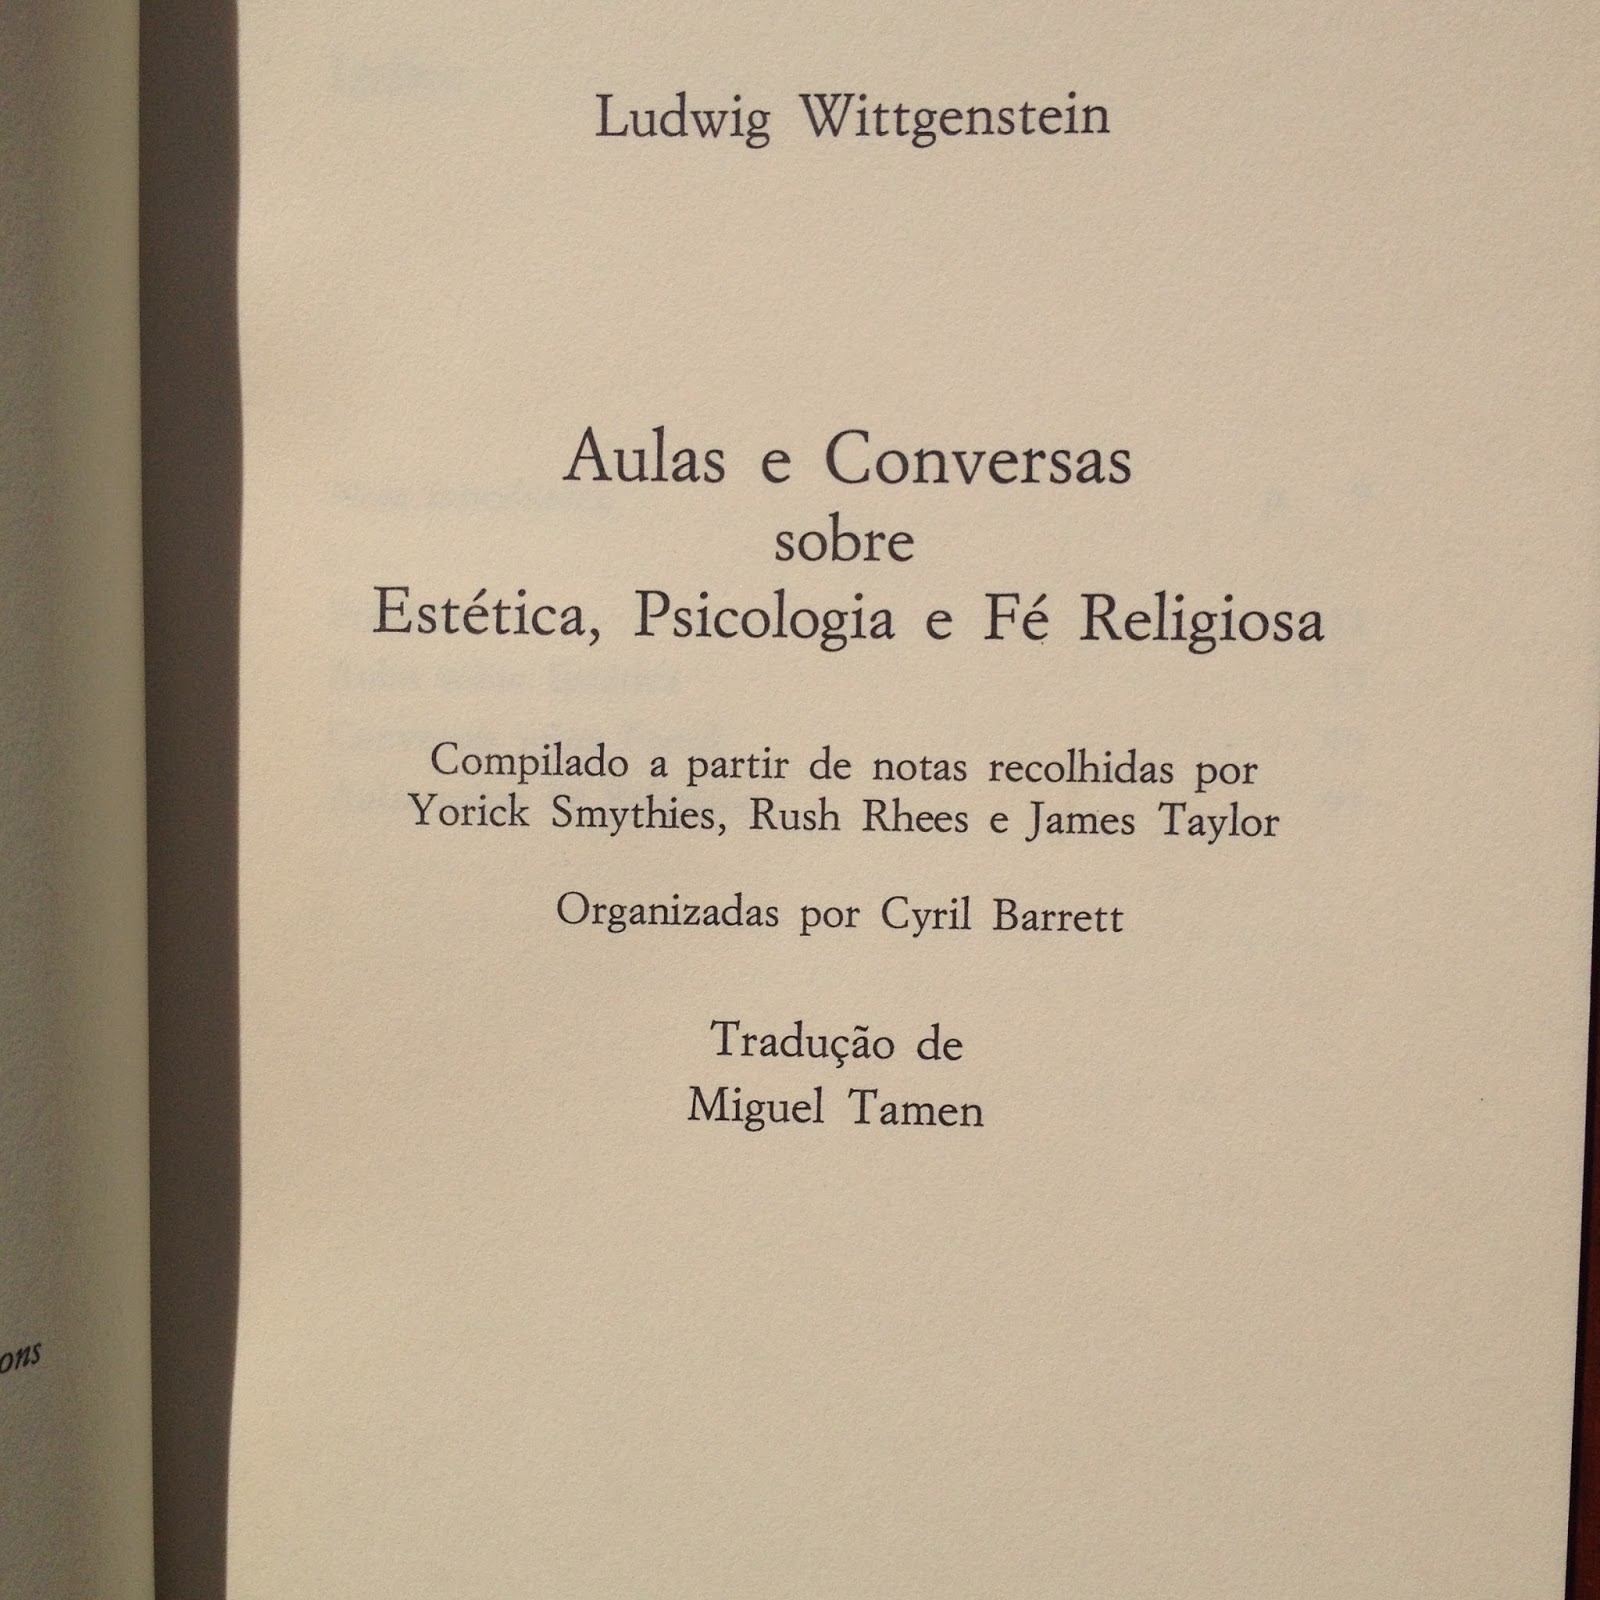 Ludwig Wittgenstein
Aulas e Conversas
sobre
Estética, Psicologia e Fé Religiosa
Compilado a partir de notas recolhidas por
Yorick Smythies, Rush Rhees e James Taylor
Organizadas por Cyril Barrett
Tradução de
Miguel Tamen
ons